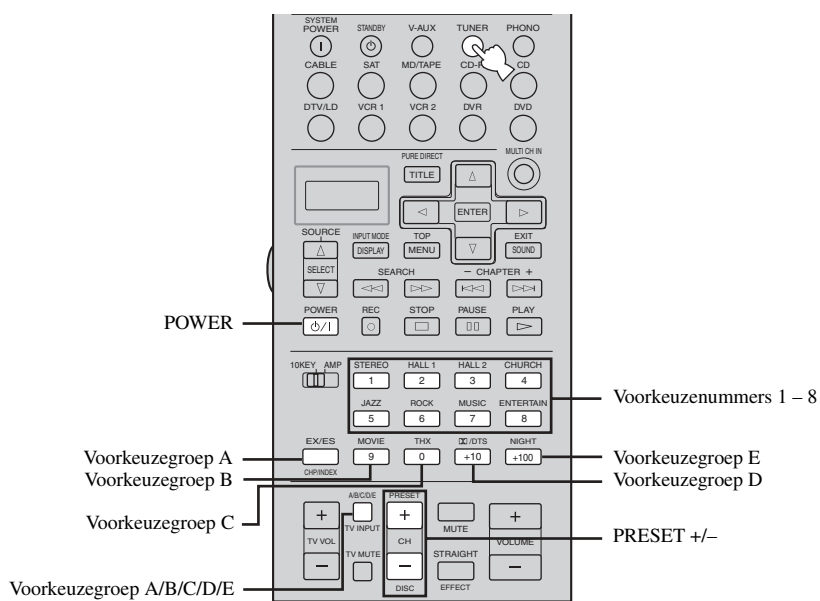 SYSTEM
POWER STANDBY V-AUX TUNER PHONO
CABLE SAT MD/TAPE CD-R CD
DTV/LD VCR 1 VCR 2 DVR DVD
PURE DIRECT MULTI CH IN
TITLE
ENTER
SOURCE INPUT MODE TOP EXIT
DISPLAY MENU SOUND
SELECT SEARCH – CHAPTER +
POWER REC STOP PAUSE PLAY
POWER
10KEY AMP STEREO HALL 1 HALL 2 CHURCH
1 2 3 4
Voorkeuzenummers 1 – 8
JAZZ ROCK MUSIC ENTERTAIN
5 6 7 8
EX/ES MOVIE THX /DTS NIGHT
Voorkeuzegroep A 9 0 +10 +100 Voorkeuzegroep E
Voorkeuzegroep B CHP/INDEX Voorkeuzegroep D
A/B/C/D/E PRESET
Voorkeuzegroep C + TV INPUT + MUTE + PRESET +/–
TV VOL CH VOLUME
– TV MUTE – STRAIGHT –
Voorkeuzegroep A/B/C/D/E DISC EFFECT